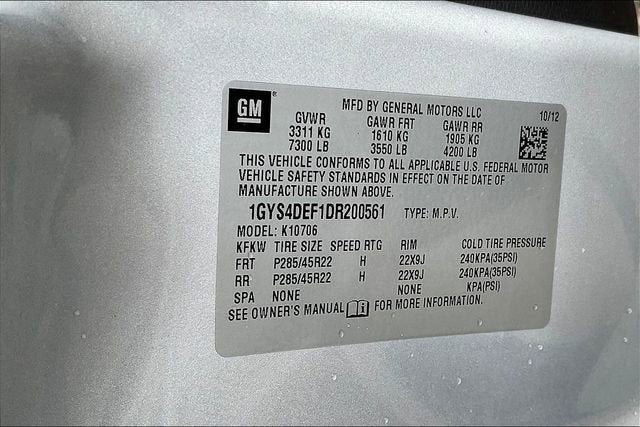 GM ®
MFD BY GENERAL MOTORS LLC 10/12
GVWR GAWR FRT GAWR RR
3311 KG 1610 KG 1905 KG
7300 LB 3550 LB 4200 LB
THIS VEHICLE CONFORMS TO ALL APPLICABLE U.S. FEDERAL MOTOR
VEHICLE SAFETY STANDARDS IN EFFECT ON THE DATE OF
MANUFACTURE SHOWN ABOVE.
1GYS4DEF1DR200561 TYPE: M.P.V.
MODEL: K10706
KFKW TIRE SIZE SPEED RTG RIM COLD TIRE PRESSURE
FRT P285/45R22 H 22X9J 240KPA(35PSI)
RR P285/45R22 H 22X9J 240KPA(35PSI)
SPA NONE NONE KPA(PSI)
SEE OWNER'S MANUAL FOR MORE INFORMATION.